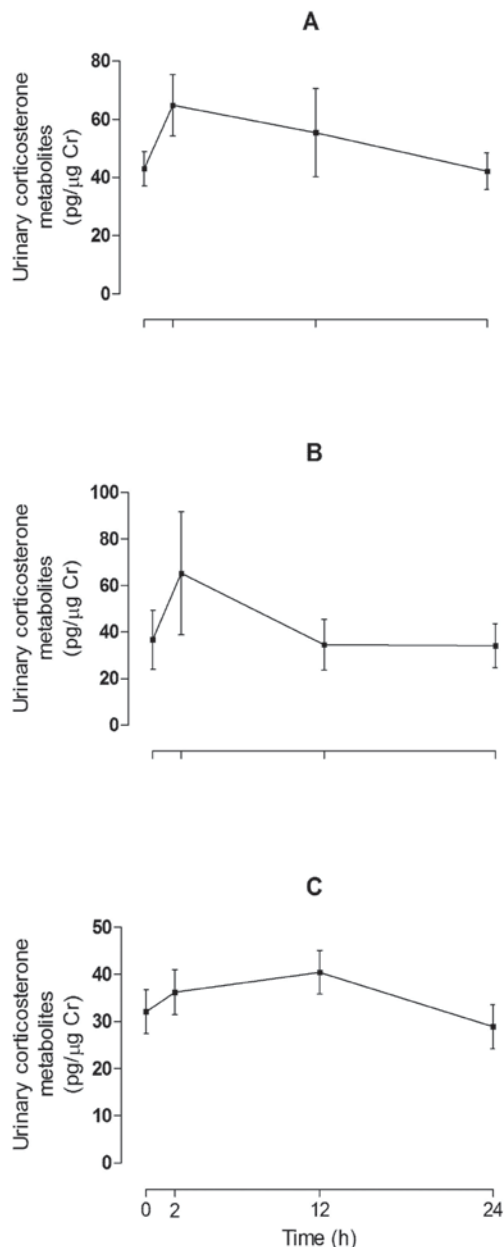 A
Urinary corticosterone
metabolites
(pg/μg Cr)
80
60
40
20
0
B
Urinary corticosterone
metabolites
(pg/μg Cr)
100
80
60
40
20
0
C
Urinary corticosterone
metabolites
(pg/μg Cr)
50
40
30
20
10
0
0 2 12 24
Time (h)